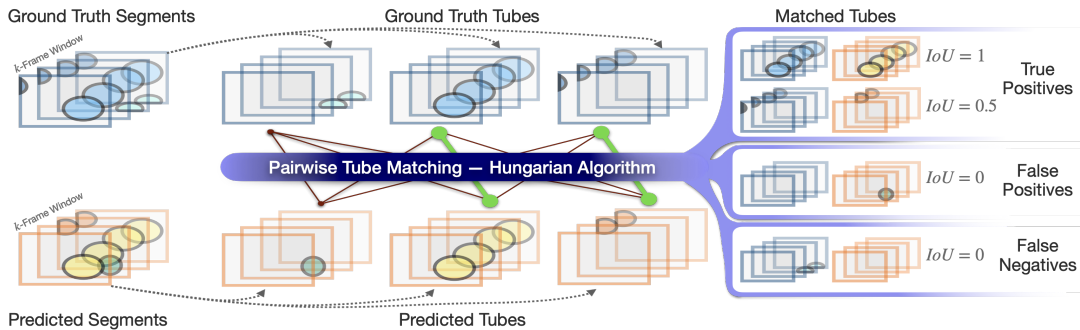 Ground Truth Segments
Ground Truth Tubes
Matched Tubes
k-Frame Window
IoU = 1
True
Positives
IoU = 0.5
Pairwise Tube Matching — Hungarian Algorithm
IoU = 0
False
Positives
k-Frame Window
IoU = 0
False
Negatives
Predicted Segments
Predicted Tubes